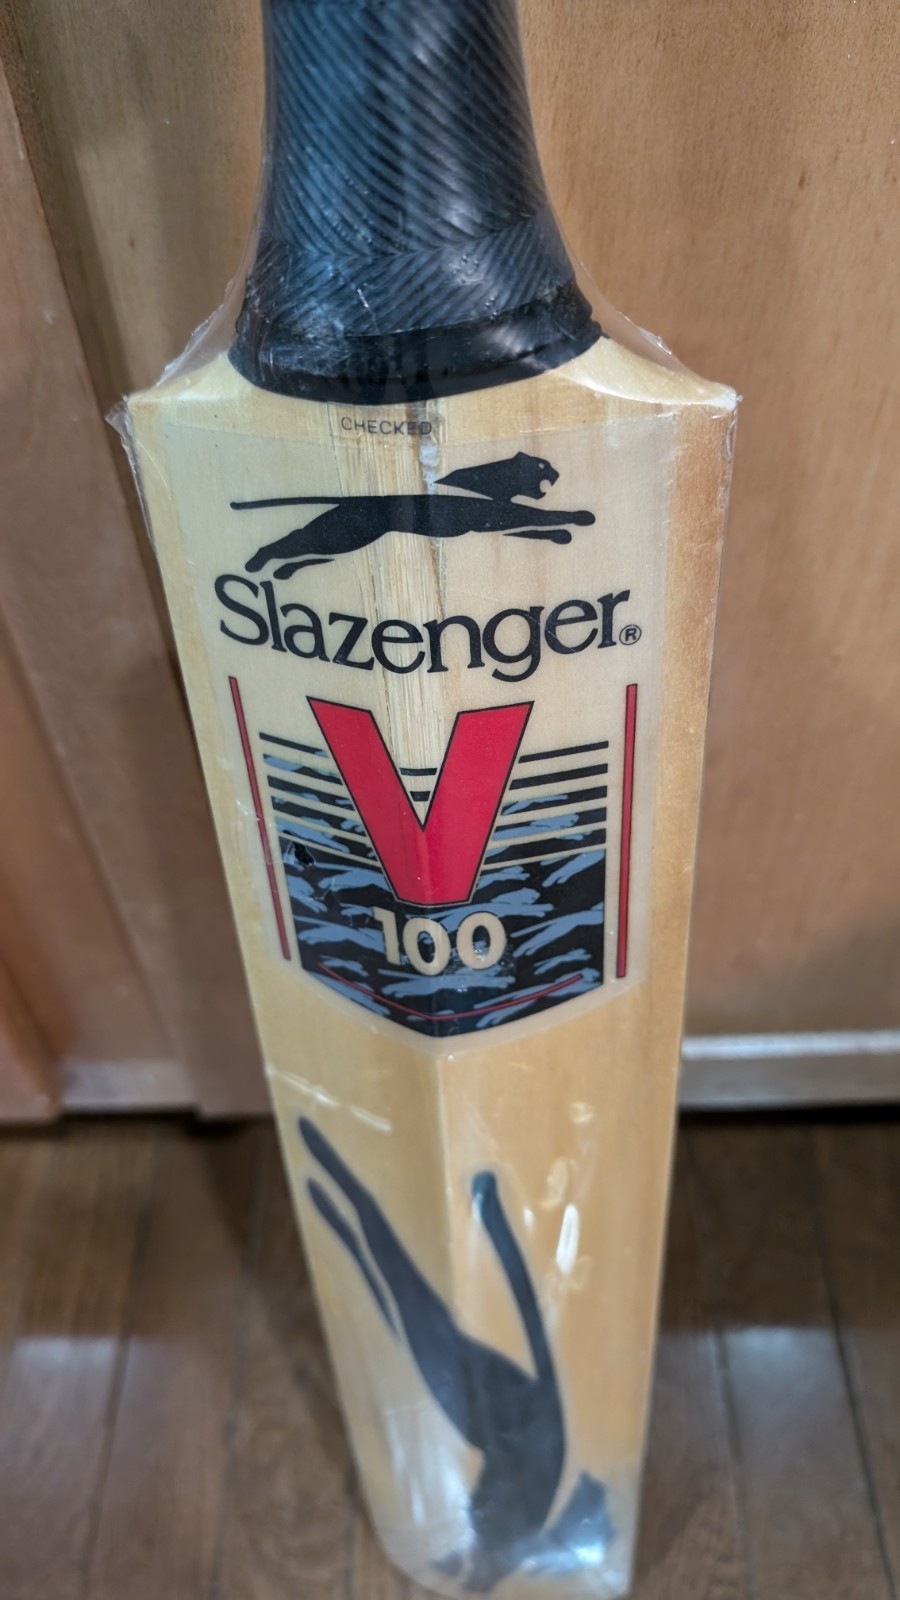 CHECKED
Slazenger®
V
100